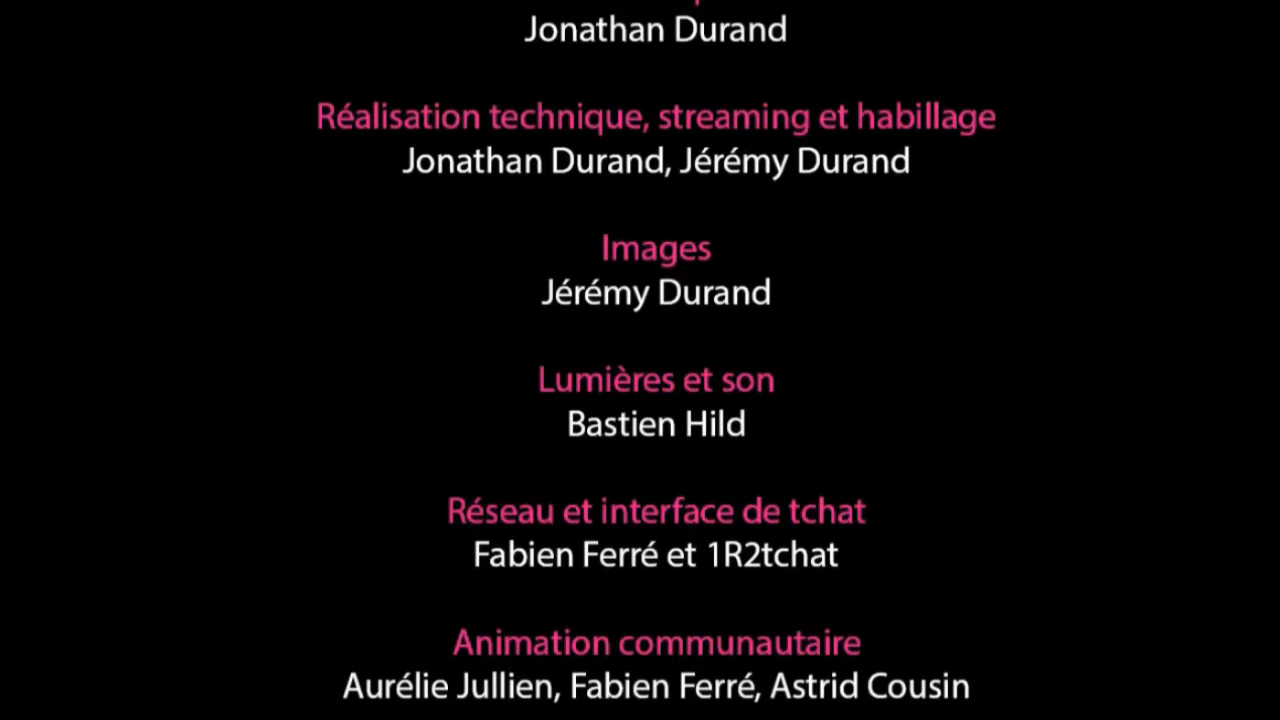 Jonathan Durand
Réalisation technique, streaming et habillage
Jonathan Durand, Jérémy Durand
Images
Jérémy Durand
Lumières et son
Bastien Hild
Réseau et interface de tchat
Fabien Ferré et 1R2tchat
Animation communautaire
Aurélie Jullien, Fabien Ferré, Astrid Cousin